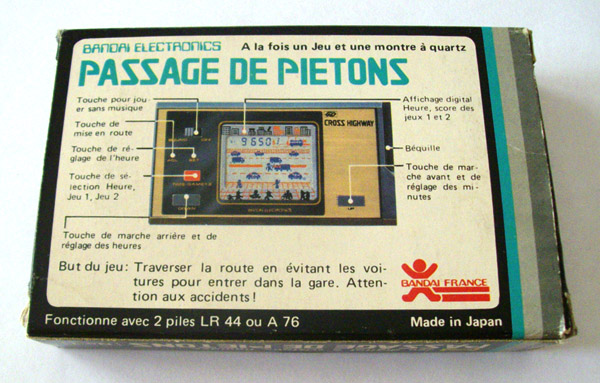 BANDAI ELECTRONICS
A la fois un Jeu et une montre à quartz
PASSAGE DE PIETONS
Touche pour jou-
er sans musique
Touche de
mise en route
Touche de ré-
glage de l'heure
Touche de sé-
lection Heure,
Jeu 1, Jeu 2
Touche de marche arrière et de
réglage des heures
CROSS HIGHWAY
9650
UP
Affichage digital
Heure, score des
jeux 1 et 2
Béquille
Touche de mar-
che avant et de
réglage des mi-
nutes
But du jeu: Traverser la route en évitant les voi-
tures pour entrer dans la gare. Atten-
tion aux accidents!
BANDAI FRANCE
Fonctionne avec 2 piles LR 44 ou A 76
Made in Japan
PASSAGE DE PIETONS